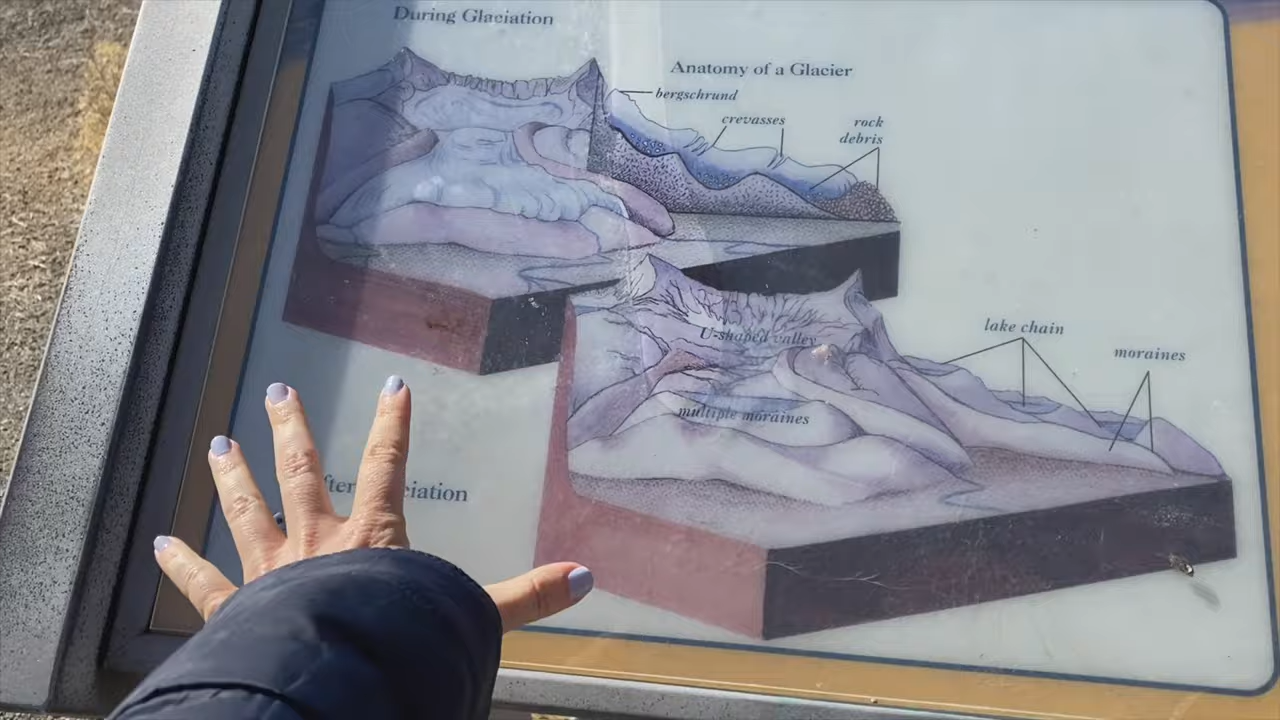 During Glaciation
Anatomy of a Glacier
bergschrund
crevasses
rock
debris
U-shaped valley
lake chain
moraines
multiple moraines